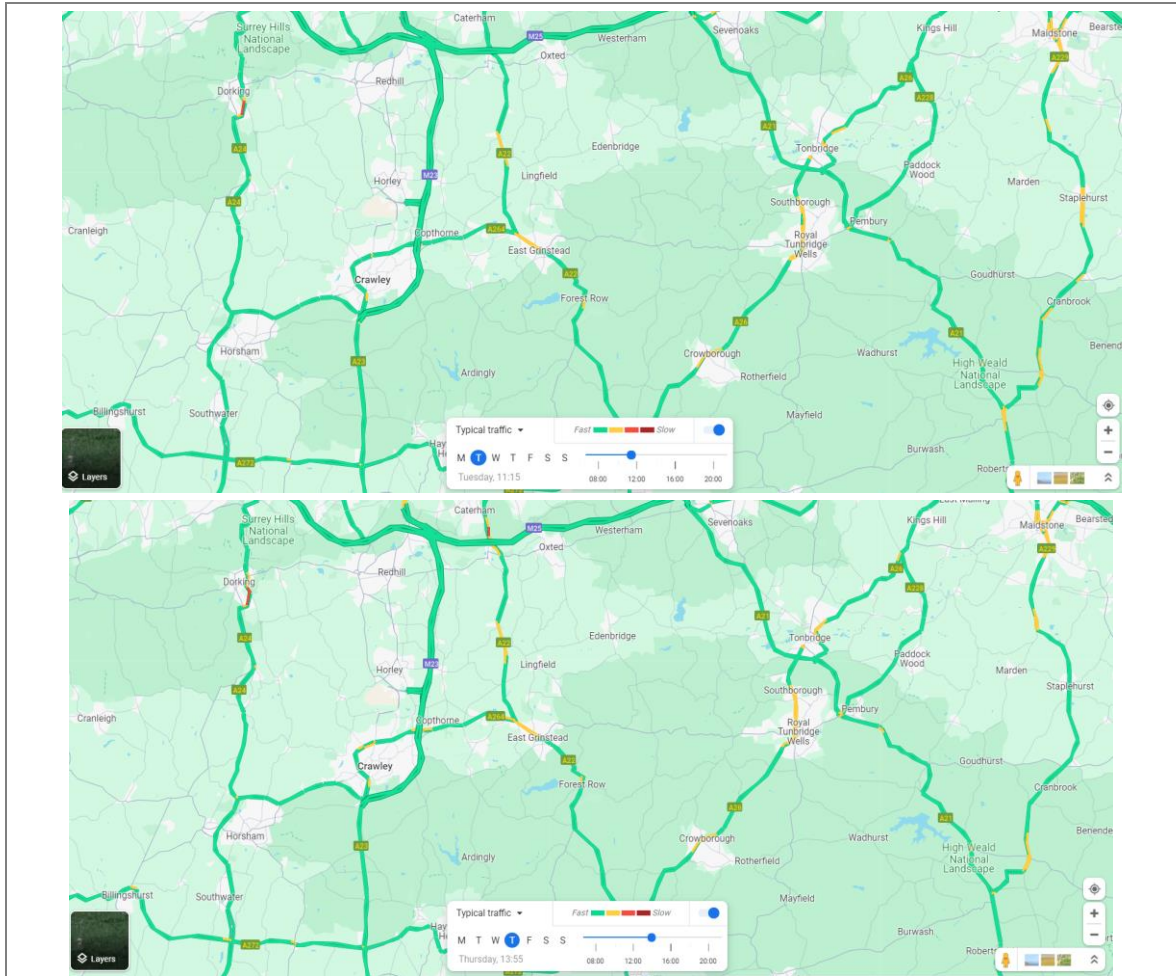 Surrey Hills
National
Landscape
Caterham
M25
Westerham
Sevenoaks
Kings Hill
Maidstone
Oxted
Redhill
A26
A229
Dorking
A228
A21
A24
A22
Edenbridge
Tonbridge
Lingfield
Paddock
Wood
Horley
M23
Marden
Staplehurst
A24
Southborough
Cranleigh
Copthorne
A264
Pembury
Royal
Tunbridge
Wells
East Grinstead
Crawley
A22
Goudhurst
Forest Row
Cranbrook
A26
A21
Horsham
A23
Crowborough
Wadhurst
High Weald
National
Landscape
Benende
Ardingly
Rotherfield
Billingshurst
Southwater
Mayfield
Burwash
Typical traffic
Fast
Slow
M T W T F S S
Tuesday, 11:15
08:00 12:00 16:00 20:00
A272
Layers
Surrey Hills
National
Landscape
Caterham
M25
Westerham
Sevenoaks
Kings Hill
Maidstone
Bearsted
Oxted
A229
Redhill
A26
Dorking
A228
A21
A24
A22
Edenbridge
Tonbridge
Lingfield
Paddock
Wood
Horley
M23
Marden
Staplehurst
A24
Southborough
Cranleigh
Copthorne
A264
Pembury
Royal
Tunbridge
Wells
East Grinstead
Crawley
A22
Goudhurst
Forest Row
Cranbrook
A26
A21
Horsham
A23
Crowborough
Wadhurst
High Weald
National
Landscape
Benende
Ardingly
Rotherfield
Billingshurst
Southwater
Mayfield
Burwash
Typical traffic
Fast
Slow
M T W T F S S
Thursday, 13:55
08:00 12:00 16:00 20:00
A272
Layers